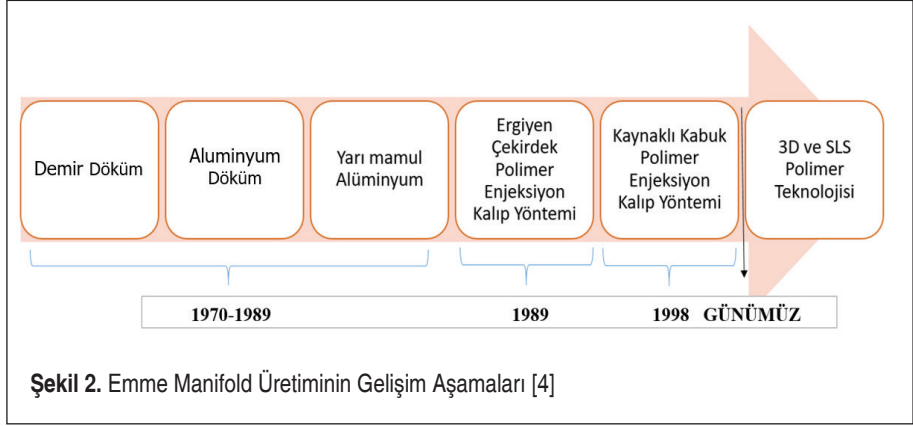 Demir Döküm
Aluminyum
Döküm
Yarı mamul
Alüminyum
Ergiyen
Çekirdek
Polimer
Enjeksiyon
Kalıp Yöntemi
Kaynaklı Kabuk
Polimer
Enjeksiyon
Kalıp Yöntemi
3D ve SLS
Polimer
Teknolojisi
1970-1989
1989
1998 GÜNÜMÜZ
Şekil 2. Emme Manifold Üretiminin Gelişim Aşamaları [4]